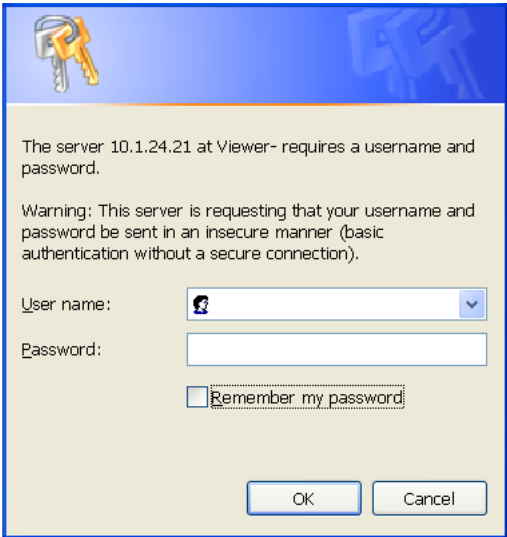 The server 10.1.24.21 at Viewer- requires a username and
password.
Warning: This server is requesting that your username and
password be sent in an insecure manner (basic
authentication without a secure connection).
User name:
Password:
Remember my password
OK
Cancel